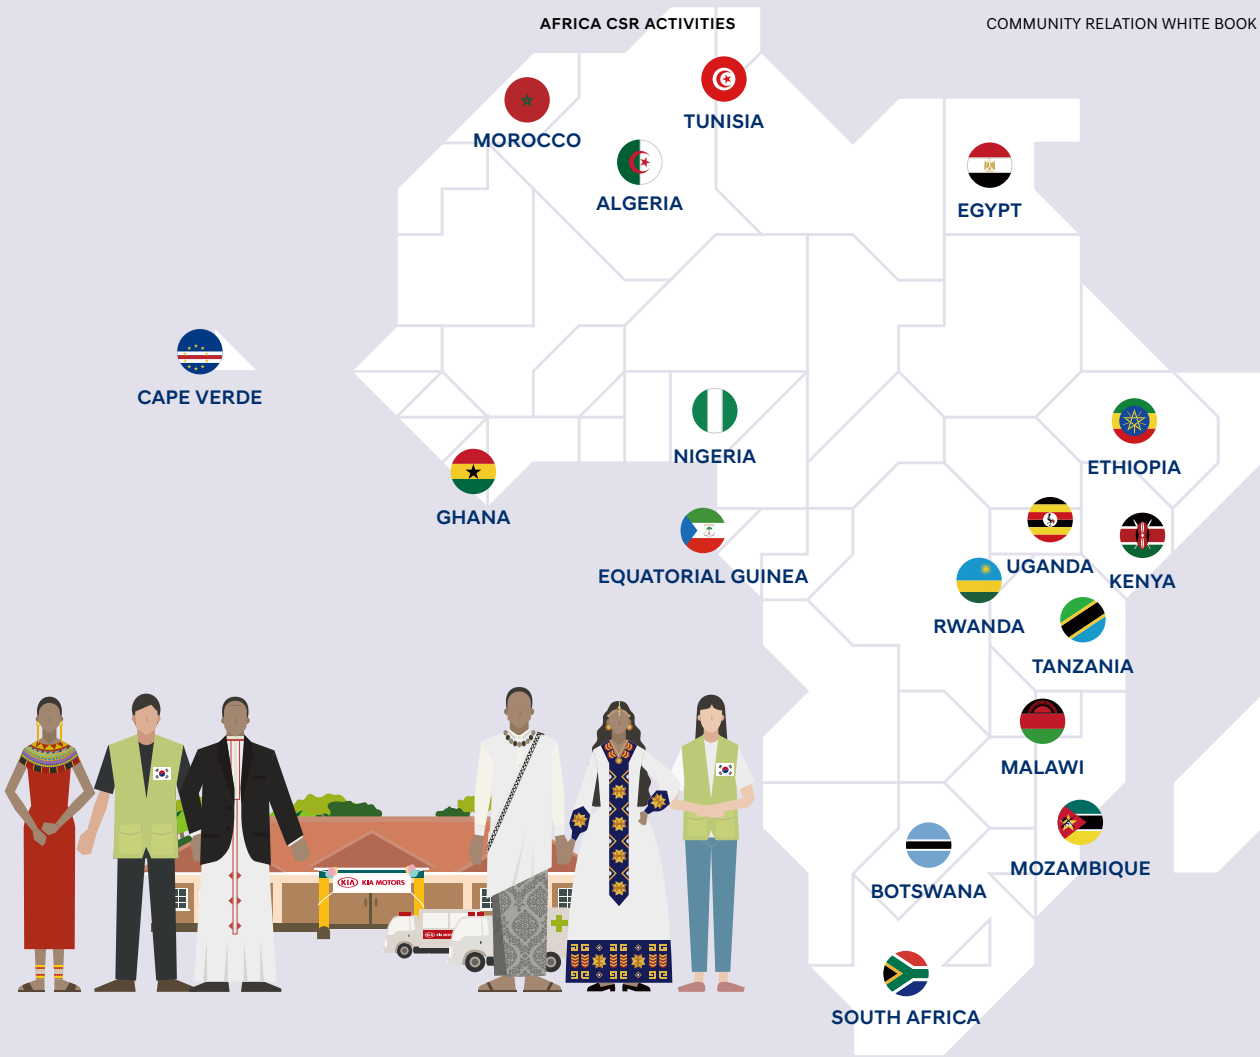 AFRICA CSR ACTIVITIES
COMMUNITY RELATION WHITE BOOK
MOROCCO
TUNISIA
ALGERIA
EGYPT
CAPE VERDE
NIGERIA
ETHIOPIA
GHANA
EQUATORIAL GUINEA
UGANDA
KENYA
RWANDA
TANZANIA
MALAWI
MOZAMBIQUE
BOTSWANA
SOUTH AFRICA
KIA KIA MOTORS